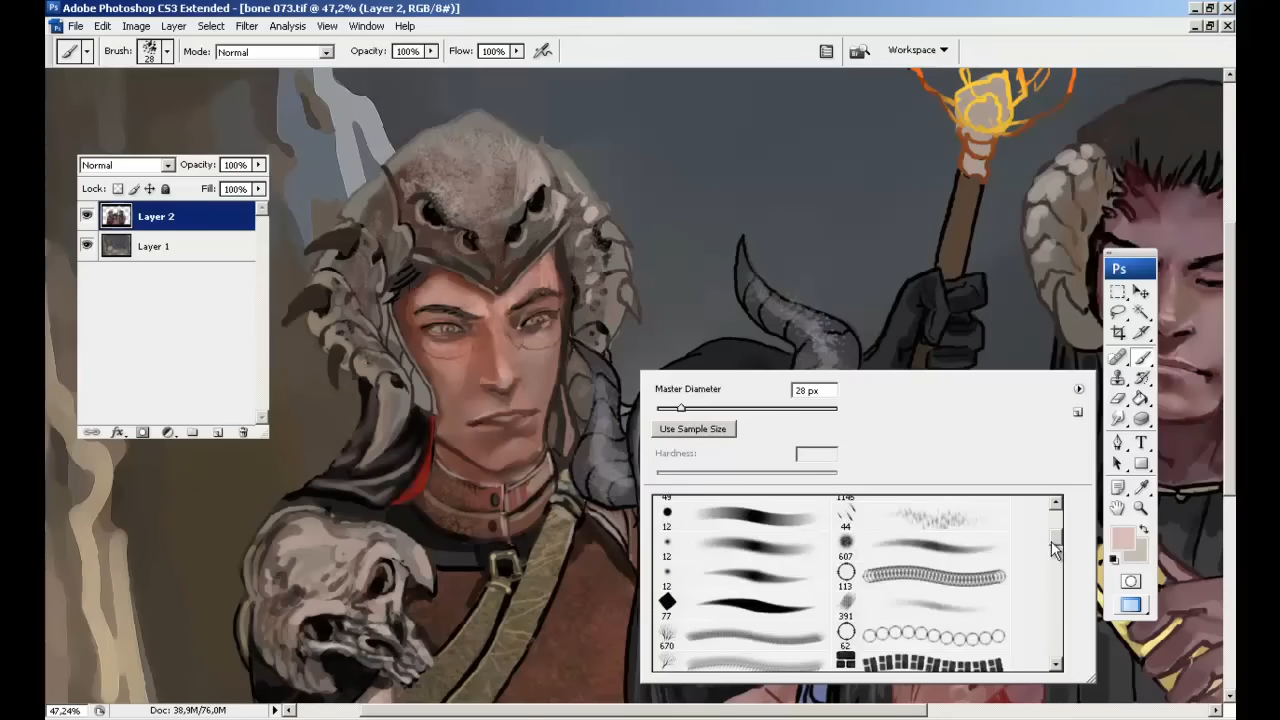 Adobe Photoshop CS3 Extended - [bone 073.tif @ 47,2% (Layer 2, RGB/8#)]
File Edit Image Layer Select Filter Analysis View Window Help
Brush: 28 Mode: Normal Opacity: 100% Flow: 100% Workspace
Normal Opacity: 100%
Lock: Fill: 100%
Layer 2
Layer 1
fx
Ps
T
Master Diameter 28 px
Use Sample Size
Hardness:
49 1145
12 44
12 607
12 113
77 391
670 62
47,24% Doc: 38,9M/76,0M